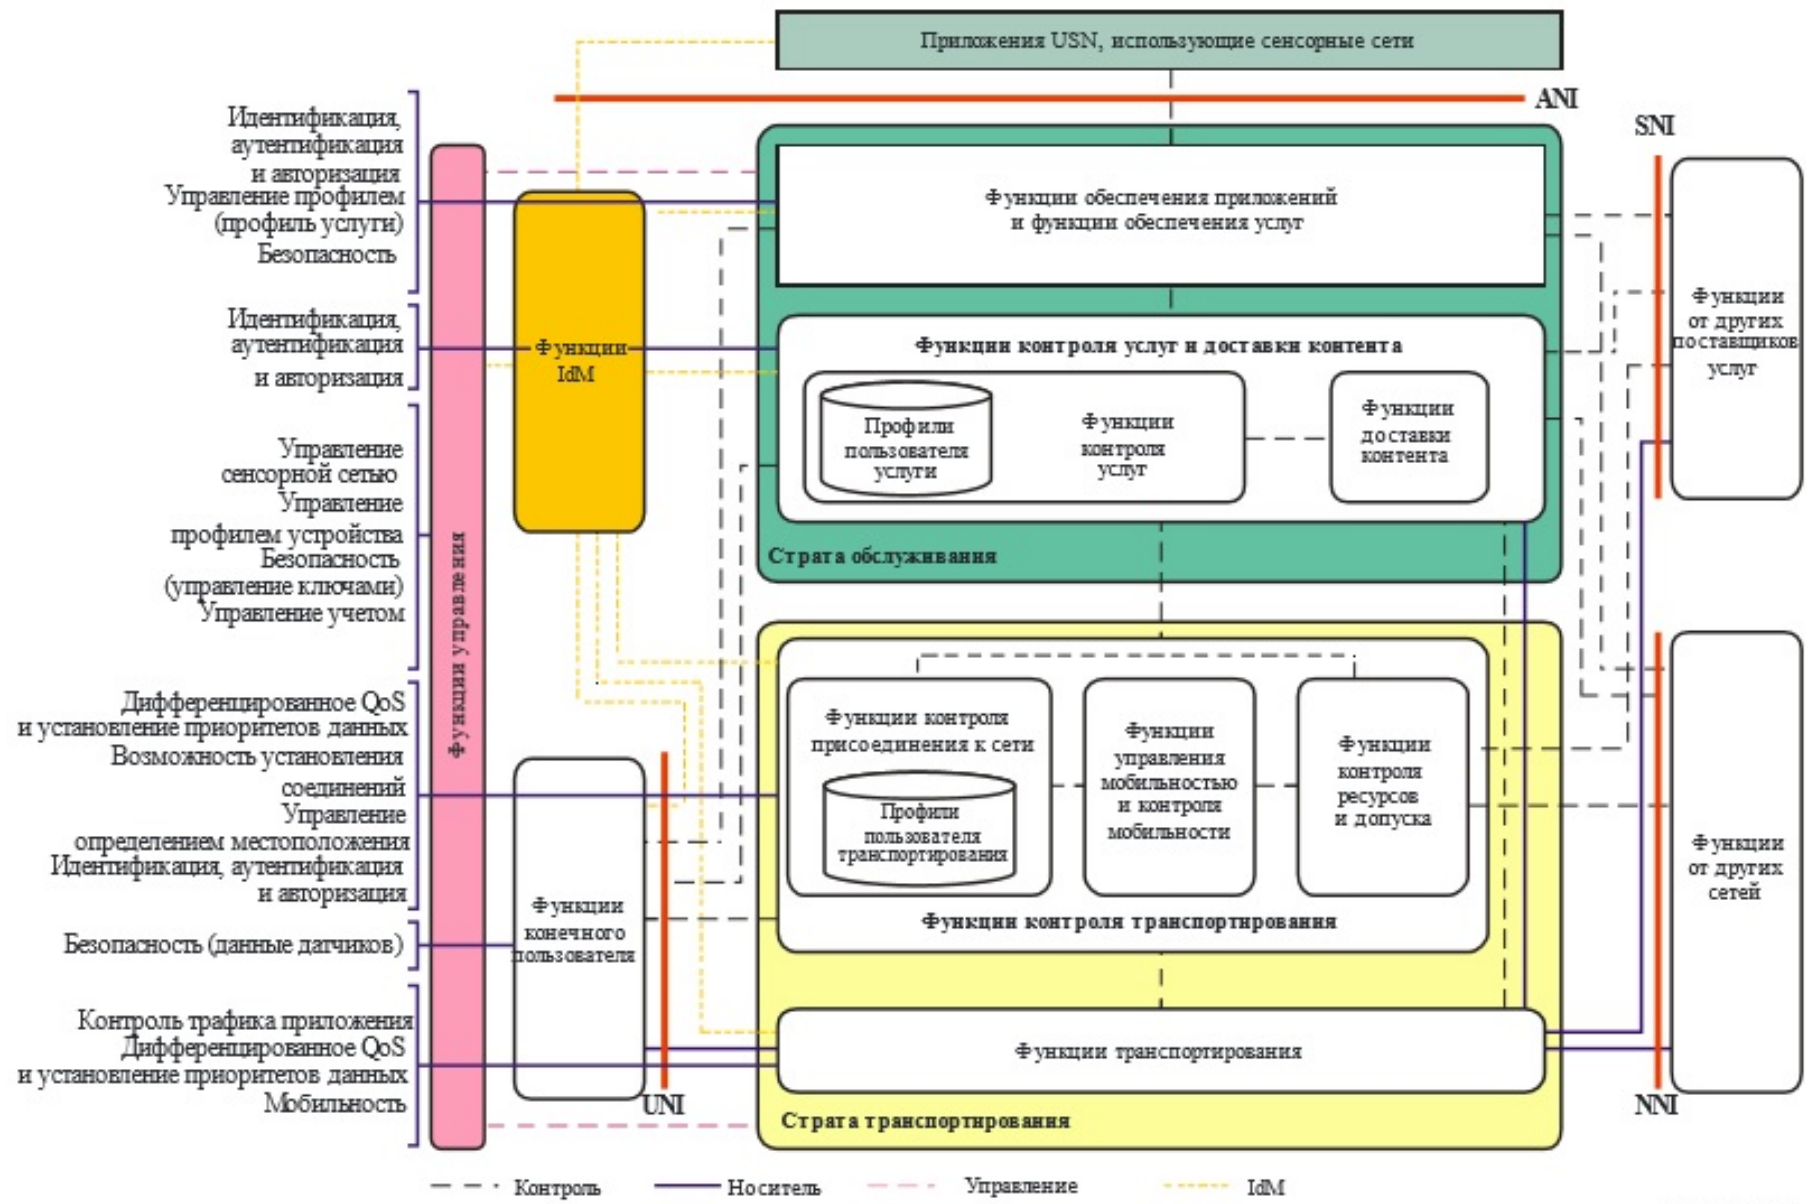 Приложения USN, использующие сенсорные сети
ANI
SNI
Идентификация,
аутентификация
и авторизация
Управление профилем
(профиль услуги)
Безопасность
Идентификация,
аутентификация
и авторизация
Управление
сенсорной сетью
Управление
профилем устройства
Безопасность
(управление ключами)
Управление учетом
Дифференцированное QoS
и установление приоритетов данных
Возможность установления
соединений
Управление
определением местоположения
Идентификация, аутентификация
и авторизация
Безопасность (данные датчиков)
Контроль трафика приложения
Дифференцированное QoS
и установление приоритетов данных
Мобильность
Функции управления
Функции
IdM
Функции
конечного
пользователя
UNI
Функции обеспечения приложений
и функции обеспечения услуг
Функции контроля услуг и доставки контента
Профили
пользователя
услуги
Функции
контроля
услуг
Функции
доставки
контента
Страта обслуживания
Функции контроля
присоединения к сети
Профили
пользователя
транспортирования
Функции
управления
мобильностью
и контроля
мобильности
Функции
контроля
ресурсов
и допуска
Функции контроля транспортирования
Функции транспортирования
Страта транспортирования
Функции
от других
поставщиков
услуг
Функции
от других
сетей
NNI
Контроль
Носитель
Управление
IdM